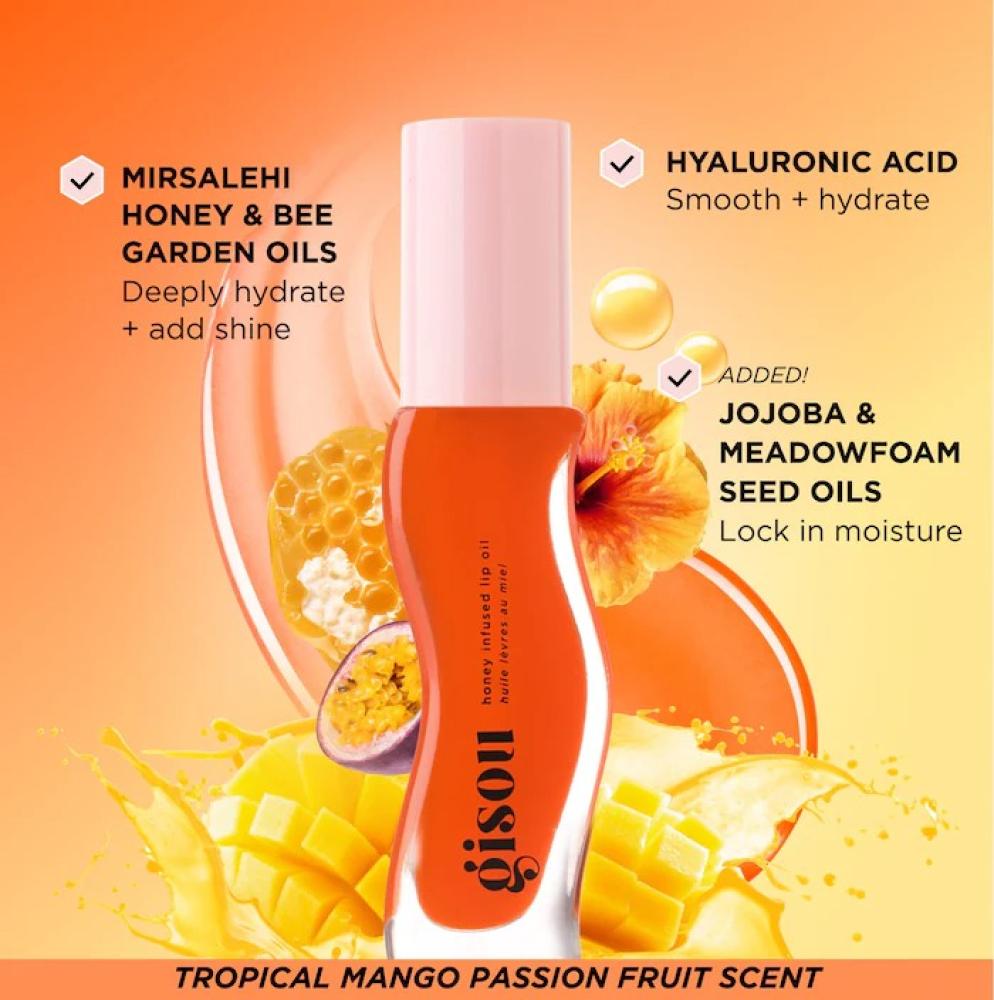 MIRSALEHI
HONEY & BEE
GARDEN OILS
Deeply hydrate
+ add shine
HYALURONIC ACID
Smooth + hydrate
ADDED!
JOJOBA &
MEADOWFOAM
SEED OILS
Lock in moisture
honey infused lip oil
huile lèvres au miel
gisou
TROPICAL MANGO PASSION FRUIT SCENT